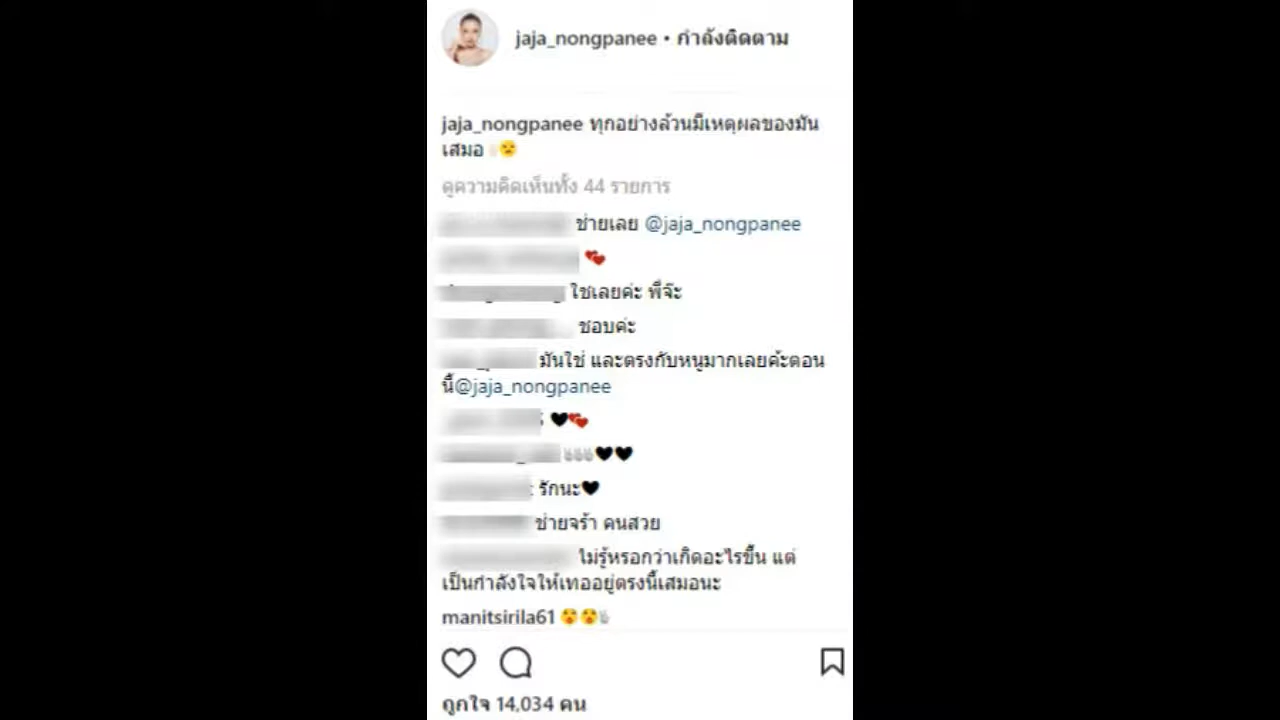 jaja_nongpanee • กำลังติดตาม
jaja_nongpanee ทุกอย่างล้วนมีเหตุผลของมัน
เสมอ
ดูความคิดเห็นทั้ง 44 รายการ
ช่ายเลย @jaja_nongpanee
ใชเลยค่ะ พี่จ๊ะ
ชอบค่ะ
มันใช่ และตรงกับหนูมากเลยค้ะตอน
นี้@jaja_nongpanee
รักนะ
ช่ายจร้า คนสวย
ไม่รู้หรอกว่าเกิดอะไรขึ้น แต่
เป็นกำลังใจให้เทออยู่ตรงนี้เสมอนะ
manitsirila61
ถูกใจ 14,034 คน